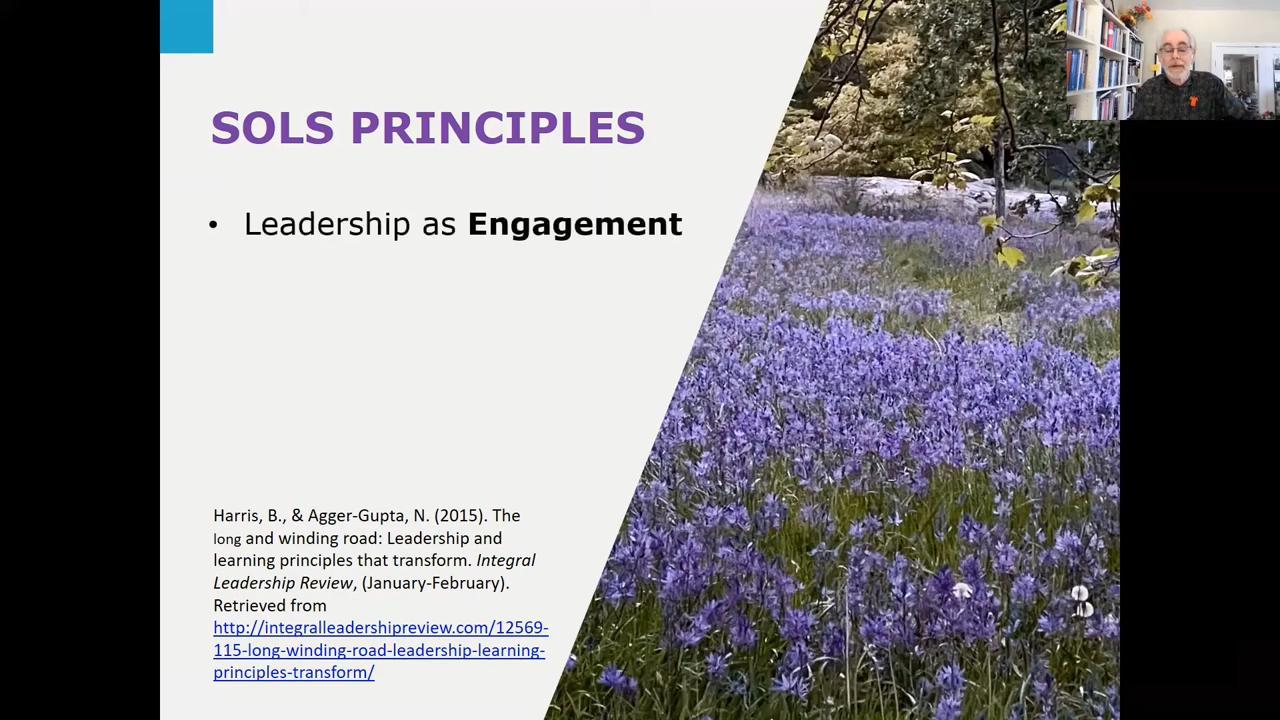 SOLS PRINCIPLES
• Leadership as Engagement
Harris, B., & Agger-Gupta, N. (2015). The
long and winding road: Leadership and
learning principles that transform. Integral
Leadership Review, (January-February).
Retrieved from
http://integralleadershipreview.com/12569-
115-long-winding-road-leadership-learning-
principles-transform/